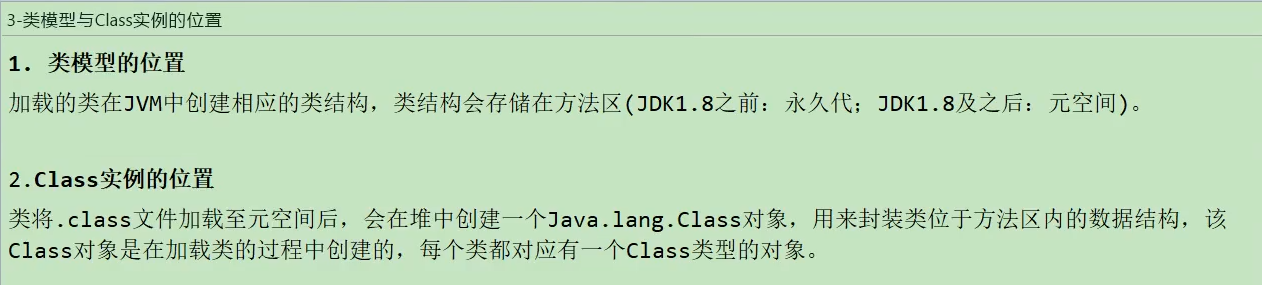 3-类模型与Class实例的位置
1. 类模型的位置
加载的类在JVM中创建相应的类结构，类结构会存储在方法区(JDK1.8之前：永久代；JDK1.8及之后：元空间)。
2.Class实例的位置
类将.class文件加载至元空间后，会在堆中创建一个Java.lang.Class对象，用来封装类位于方法区内的数据结构，该
Class对象是在加载类的过程中创建的，每个类都对应有一个Class类型的对象。